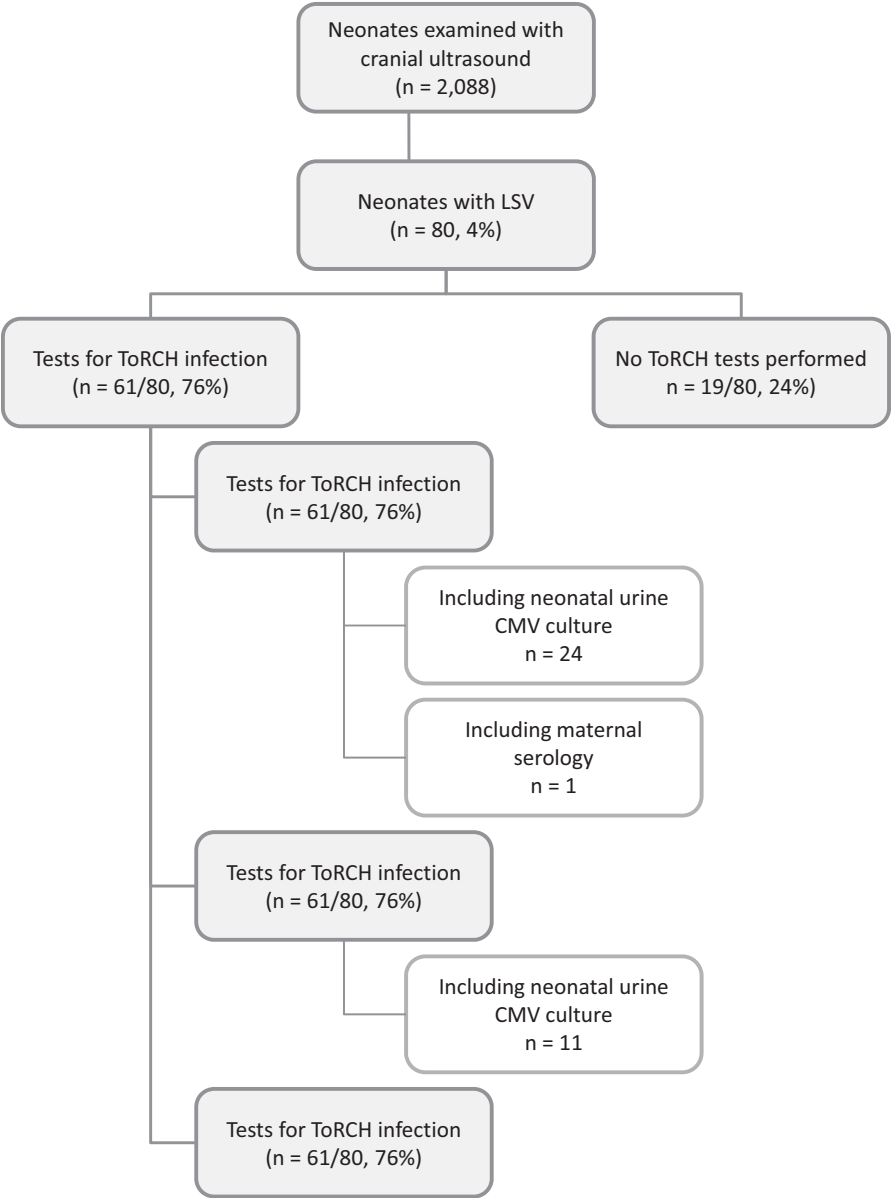 Neonates examined with
cranial ultrasound
(n = 2,088)
Neonates with LSV
(n = 80, 4%)
Tests for ToRCH infection
(n = 61/80, 76%)
No ToRCH tests performed
n = 19/80, 24%)
Tests for ToRCH infection
(n = 61/80, 76%)
Including neonatal urine
CMV culture
n = 24
Including maternal
serology
n = 1
Tests for ToRCH infection
(n = 61/80, 76%)
Including neonatal urine
CMV culture
n = 11
Tests for ToRCH infection
(n = 61/80, 76%)